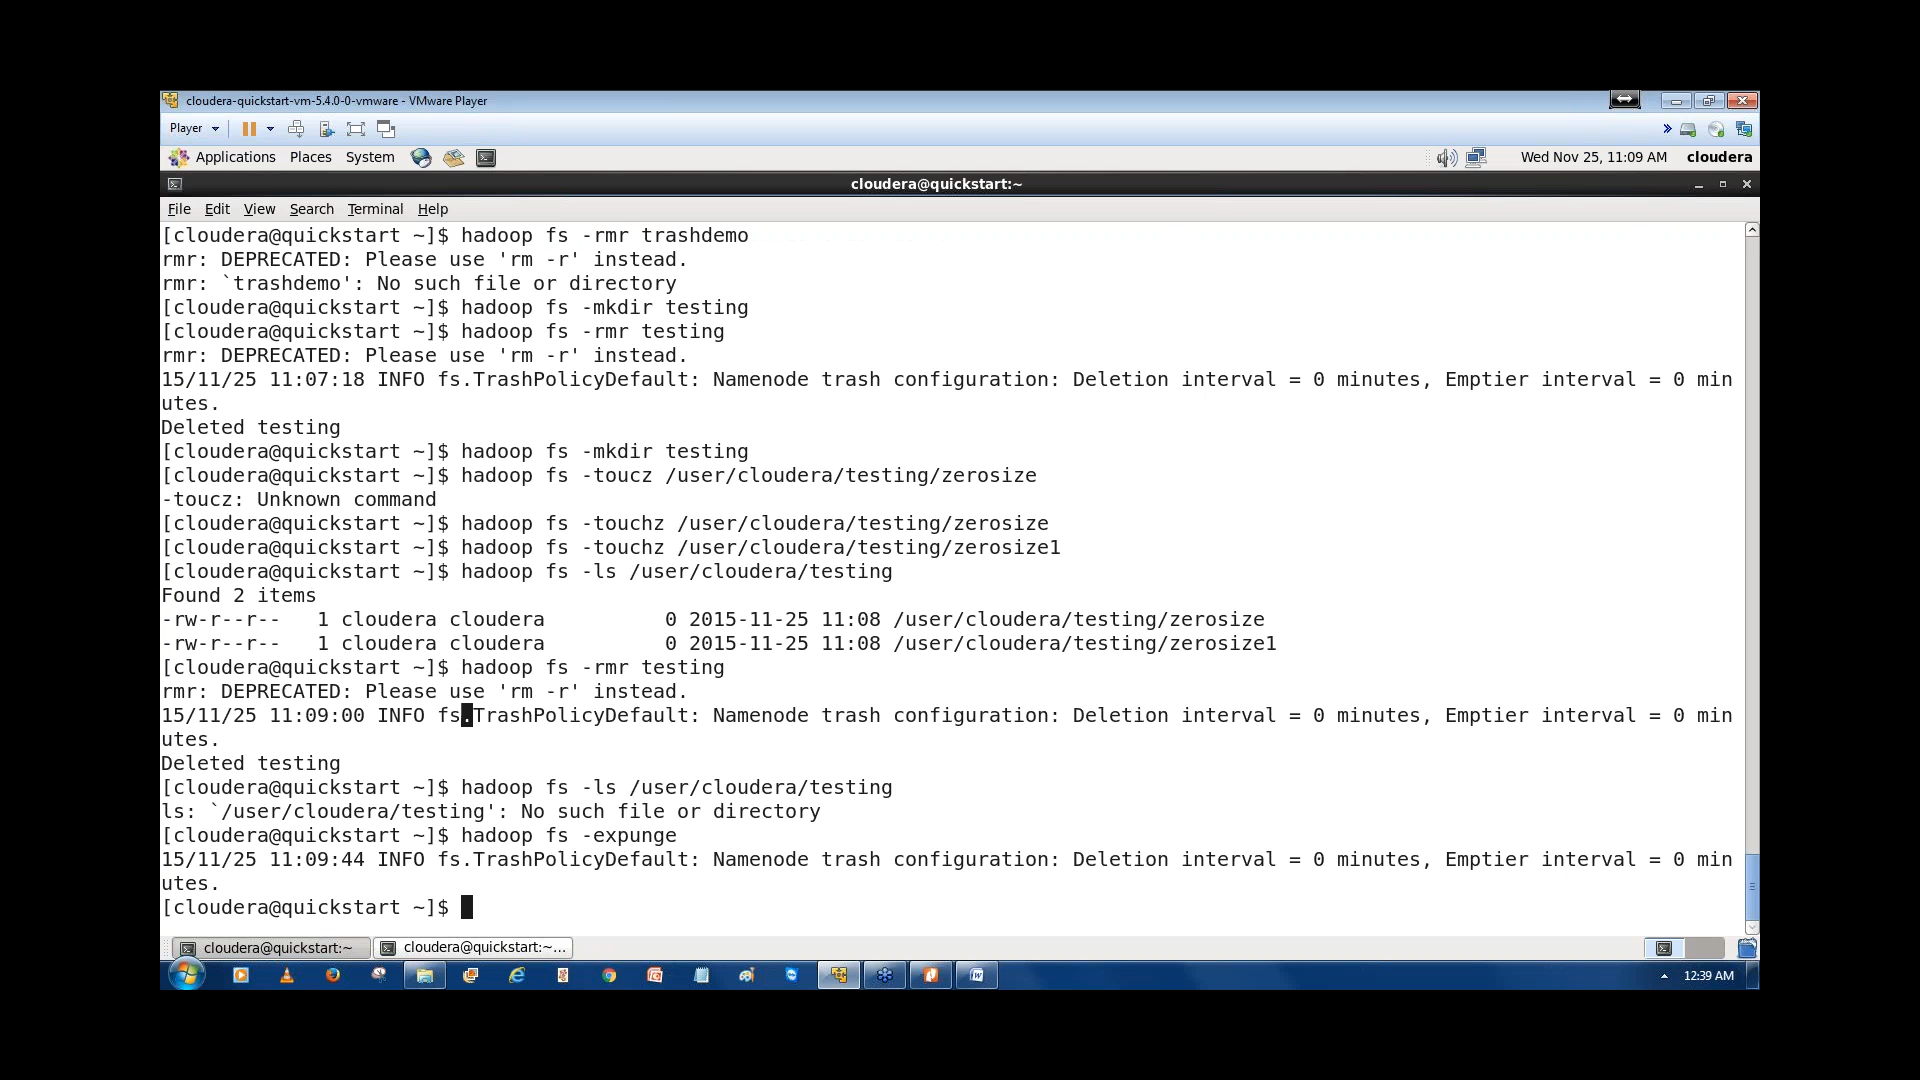 cloudera-quickstart-vm-5.4.0-0-vmware - VMware Player
Player
Applications Places System Wed Nov 25, 11:09 AM cloudera
cloudera@quickstart:~
File Edit View Search Terminal Help
[cloudera@quickstart ~]$ hadoop fs -rmr trashdemo
rmr: DEPRECATED: Please use 'rm -r' instead.
rmr: `trashdemo': No such file or directory
[cloudera@quickstart ~]$ hadoop fs -mkdir testing
[cloudera@quickstart ~]$ hadoop fs -rmr testing
rmr: DEPRECATED: Please use 'rm -r' instead.
15/11/25 11:07:18 INFO fs.TrashPolicyDefault: Namenode trash configuration: Deletion interval = 0 minutes, Emptier interval = 0 min
utes.
Deleted testing
[cloudera@quickstart ~]$ hadoop fs -mkdir testing
[cloudera@quickstart ~]$ hadoop fs -toucz /user/cloudera/testing/zerosize
-toucz: Unknown command
[cloudera@quickstart ~]$ hadoop fs -touchz /user/cloudera/testing/zerosize
[cloudera@quickstart ~]$ hadoop fs -touchz /user/cloudera/testing/zerosize1
[cloudera@quickstart ~]$ hadoop fs -ls /user/cloudera/testing
Found 2 items
-rw-r--r--   1 cloudera cloudera          0 2015-11-25 11:08 /user/cloudera/testing/zerosize
-rw-r--r--   1 cloudera cloudera          0 2015-11-25 11:08 /user/cloudera/testing/zerosize1
[cloudera@quickstart ~]$ hadoop fs -rmr testing
rmr: DEPRECATED: Please use 'rm -r' instead.
15/11/25 11:09:00 INFO fs.TrashPolicyDefault: Namenode trash configuration: Deletion interval = 0 minutes, Emptier interval = 0 min
utes.
Deleted testing
[cloudera@quickstart ~]$ hadoop fs -ls /user/cloudera/testing
ls: `/user/cloudera/testing': No such file or directory
[cloudera@quickstart ~]$ hadoop fs -expunge
15/11/25 11:09:44 INFO fs.TrashPolicyDefault: Namenode trash configuration: Deletion interval = 0 minutes, Emptier interval = 0 min
utes.
[cloudera@quickstart ~]$
cloudera@quickstart:~ cloudera@quickstart:~...
12:39 AM